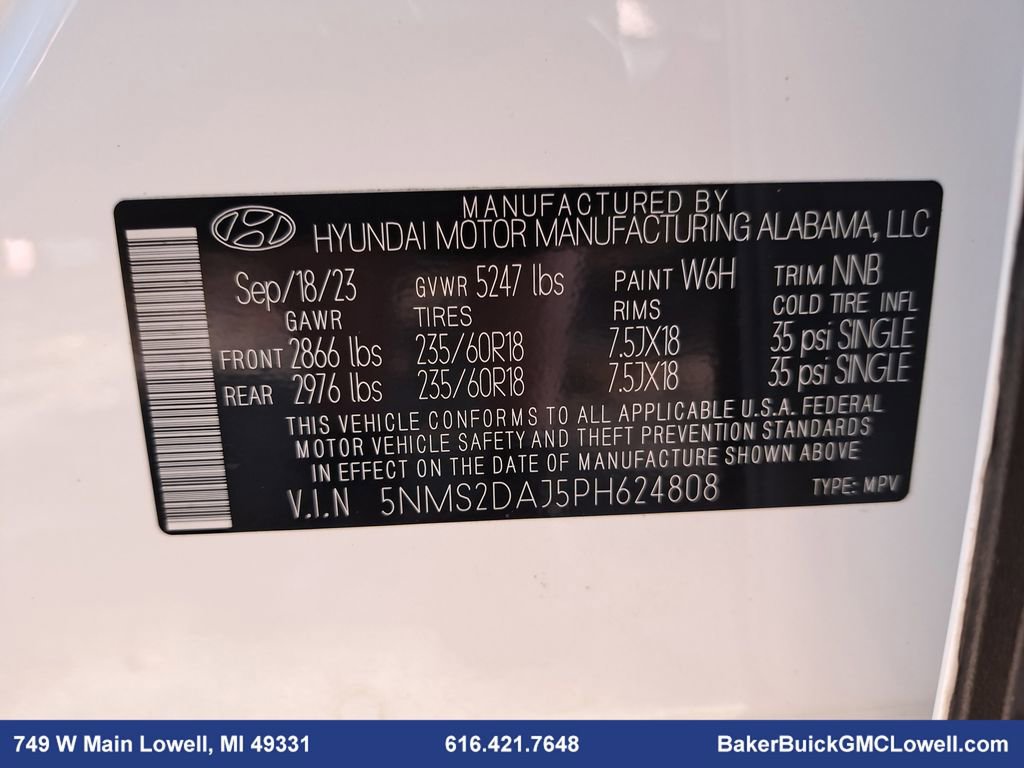 MANUFACTURED BY
HYUNDAI MOTOR MANUFACTURING ALABAMA, LLC
Sep/18/23 GVWR 5247 lbs PAINT W6H TRIM NNB
GAWR TIRES RIMS COLD TIRE INFL
FRONT 2866 lbs 235/60R18 7.5JX18 35 psi SINGLE
REAR 2976 lbs 235/60R18 7.5JX18 35 psi SINGLE
THIS VEHICLE CONFORMS TO ALL APPLICABLE U.S.A. FEDERAL
MOTOR VEHICLE SAFETY AND THEFT PREVENTION STANDARDS
IN EFFECT ON THE DATE OF MANUFACTURE SHOWN ABOVE
V.I.N 5NMS2DAJ5PH624808 TYPE: MPV
749 W Main Lowell, MI 49331 616.421.7648 BakerBuickGMCLowell.com